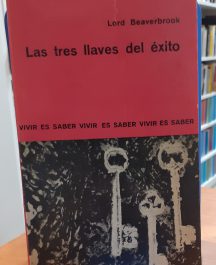 Lord Beaverbrook
Las tres llaves del éxito
VIVIR ES SABER VIVIR ES SABER VIVIR ES SABER